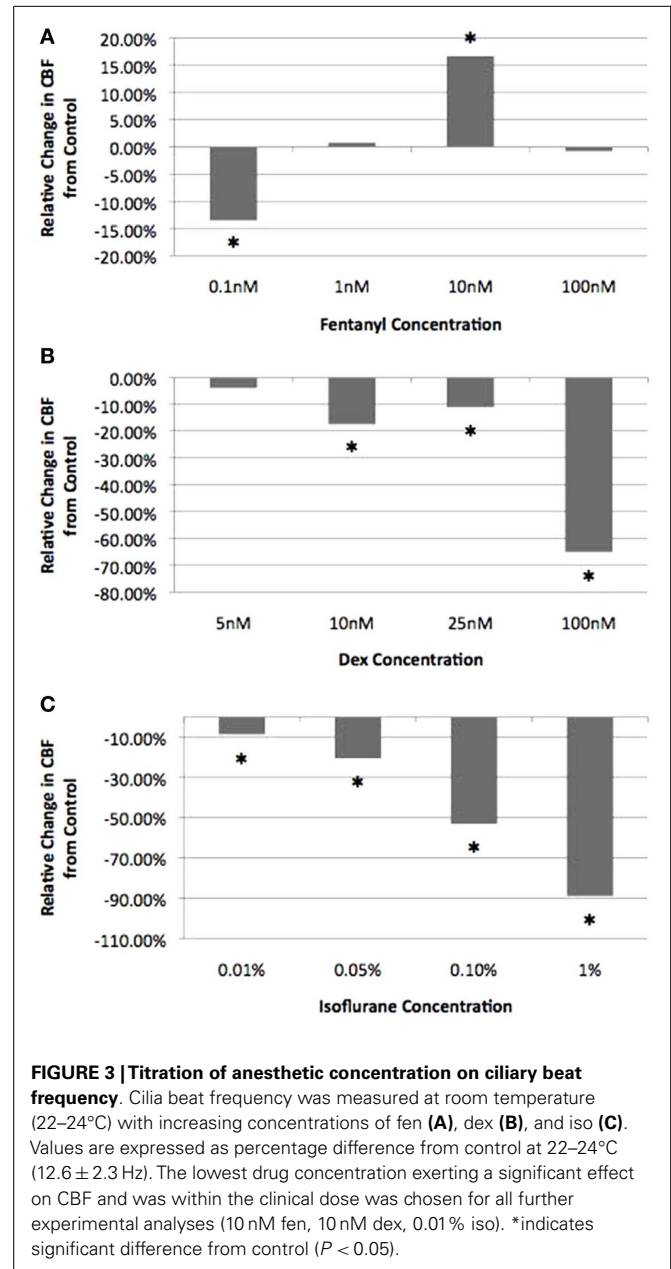 A
20.00%
*
15.00%
10.00%
5.00%
0.00%
-5.00%
-10.00%
-15.00%
*
-20.00%
Relative Change in CBF
from Control
0.1nM 1nM 10nM 100nM
Fentanyl Concentration
B
0.00%
-10.00%
-20.00%
-30.00%
-40.00%
-50.00%
-60.00%
-70.00%
-80.00%
* * *
Relative Change in CBF
from Control
5nM 10nM 25nM 100nM
Dex Concentration
C
-10.00%
-30.00%
-50.00%
-70.00%
-90.00%
-110.00%
* * * *
Relative Change in CBF
from Control
0.01% 0.05% 0.10% 1%
Isoflurane Concentration
FIGURE 3 | Titration of anesthetic concentration on ciliary beat
frequency. Cilia beat frequency was measured at room temperature
(22–24°C) with increasing concentrations of fen (A), dex (B), and iso (C).
Values are expressed as percentage difference from control at 22–24°C
(12.6 ± 2.3 Hz). The lowest drug concentration exerting a significant effect
on CBF and was within the clinical dose was chosen for all further
experimental analyses (10 nM fen, 10 nM dex, 0.01% iso). *indicates
significant difference from control (P < 0.05).